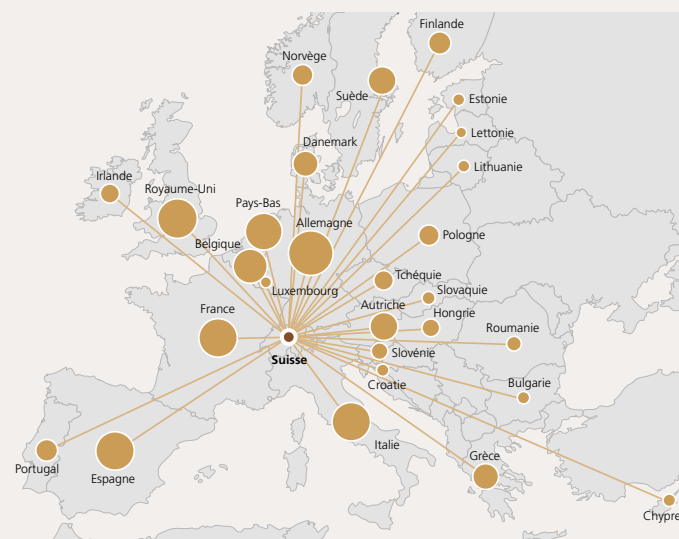 Finlande
Norvège
Suède
Estonie
Lettonie
Danemark
Lithuanie
Irlande
Royaume-Uni
Pays-Bas
Allemagne
Pologne
Belgique
Tchéquie
Luxembourg
Slovaquie
Autriche
France
Hongrie
Roumanie
Suisse
Slovénie
Croatie
Bulgarie
Italie
Grèce
Portugal
Espagne
Chypre